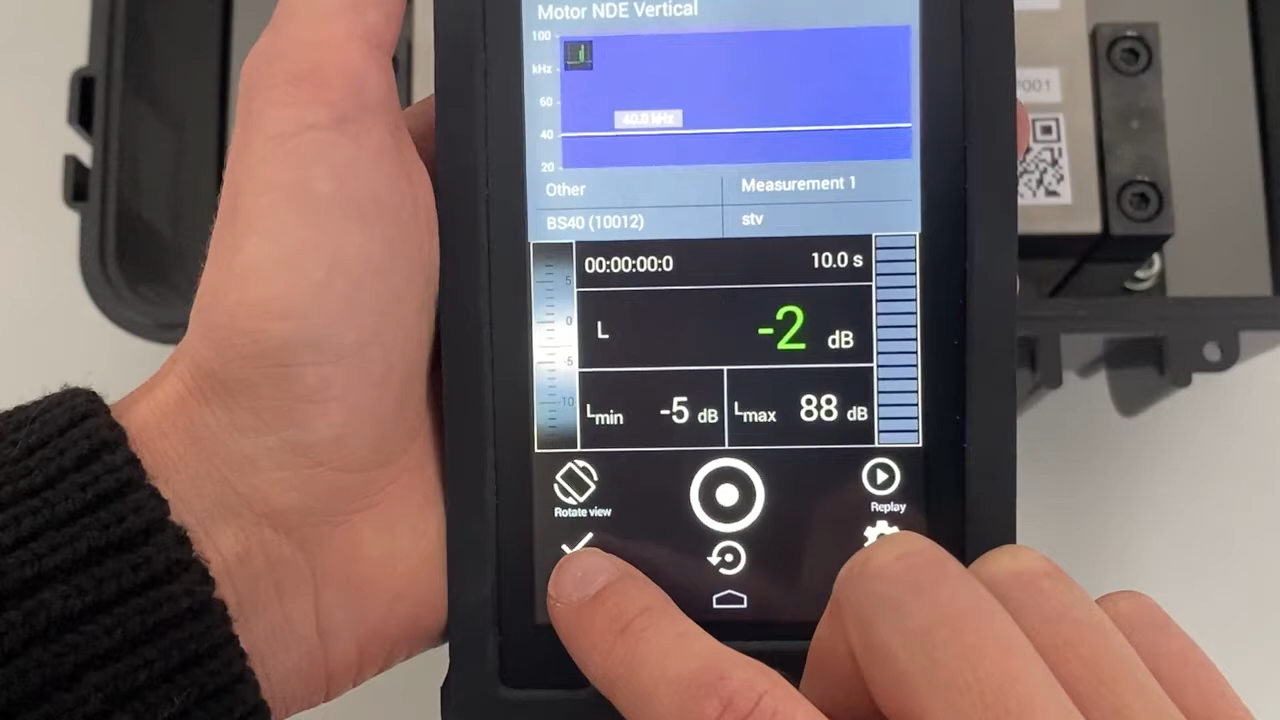 Motor NDE Vertical
100
kHz
60
40.0 kHz
40
20
Other
Measurement 1
BS40 (10012)
stv
00:00:00:0
10.0 s
5
0
-5
-10
L
-2 dB
Lmin -5 dB
Lmax 88 dB
Rotate view
Replay
001